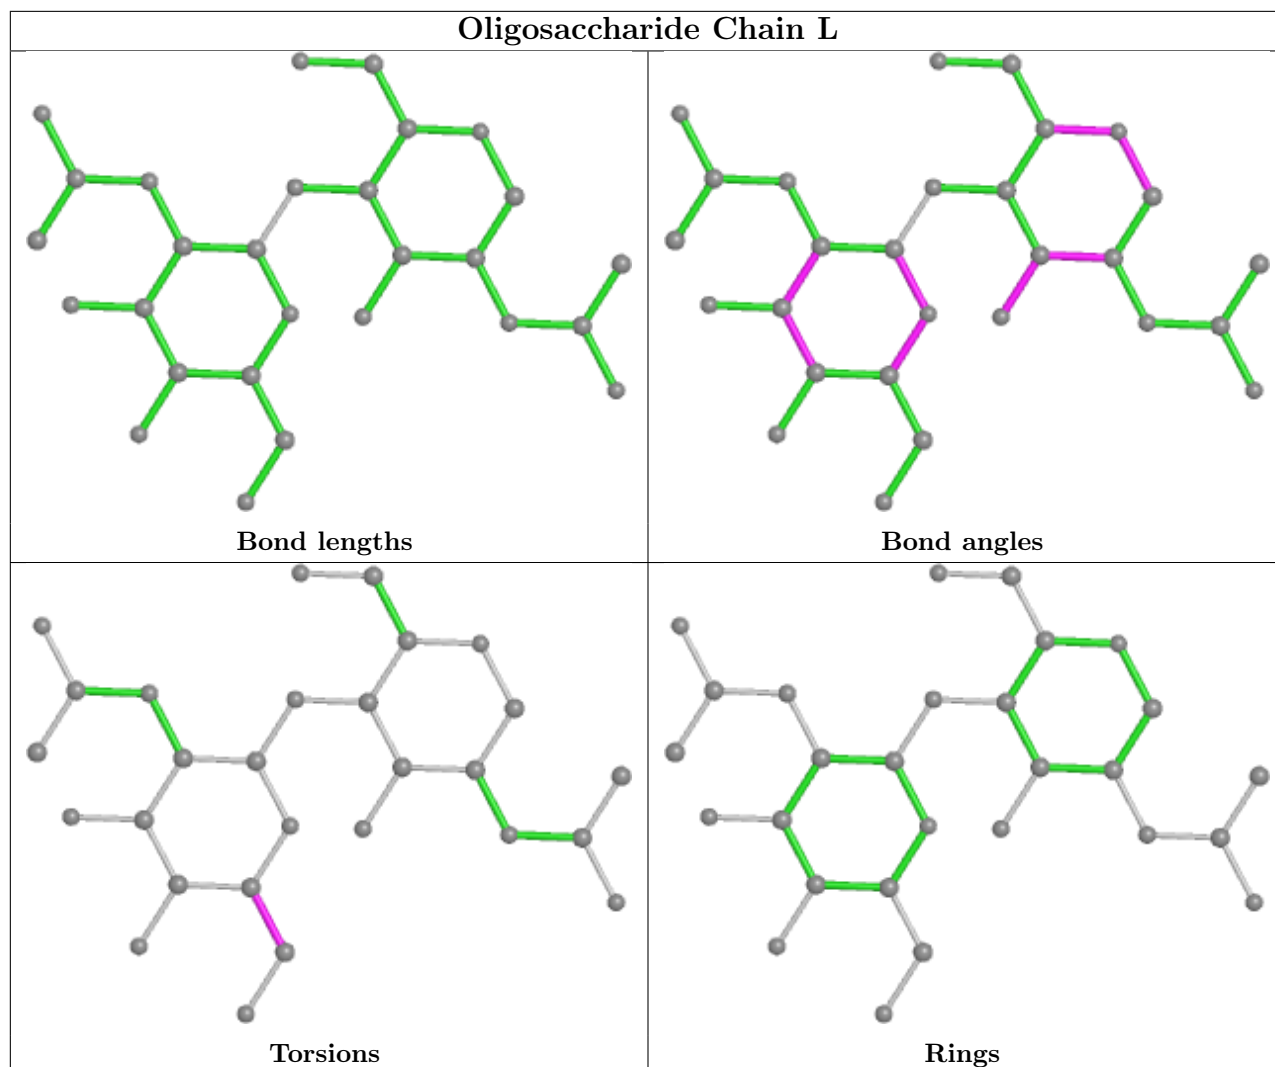 Oligosaccharide Chain L
Bond lengths
Bond angles
Torsions
Rings